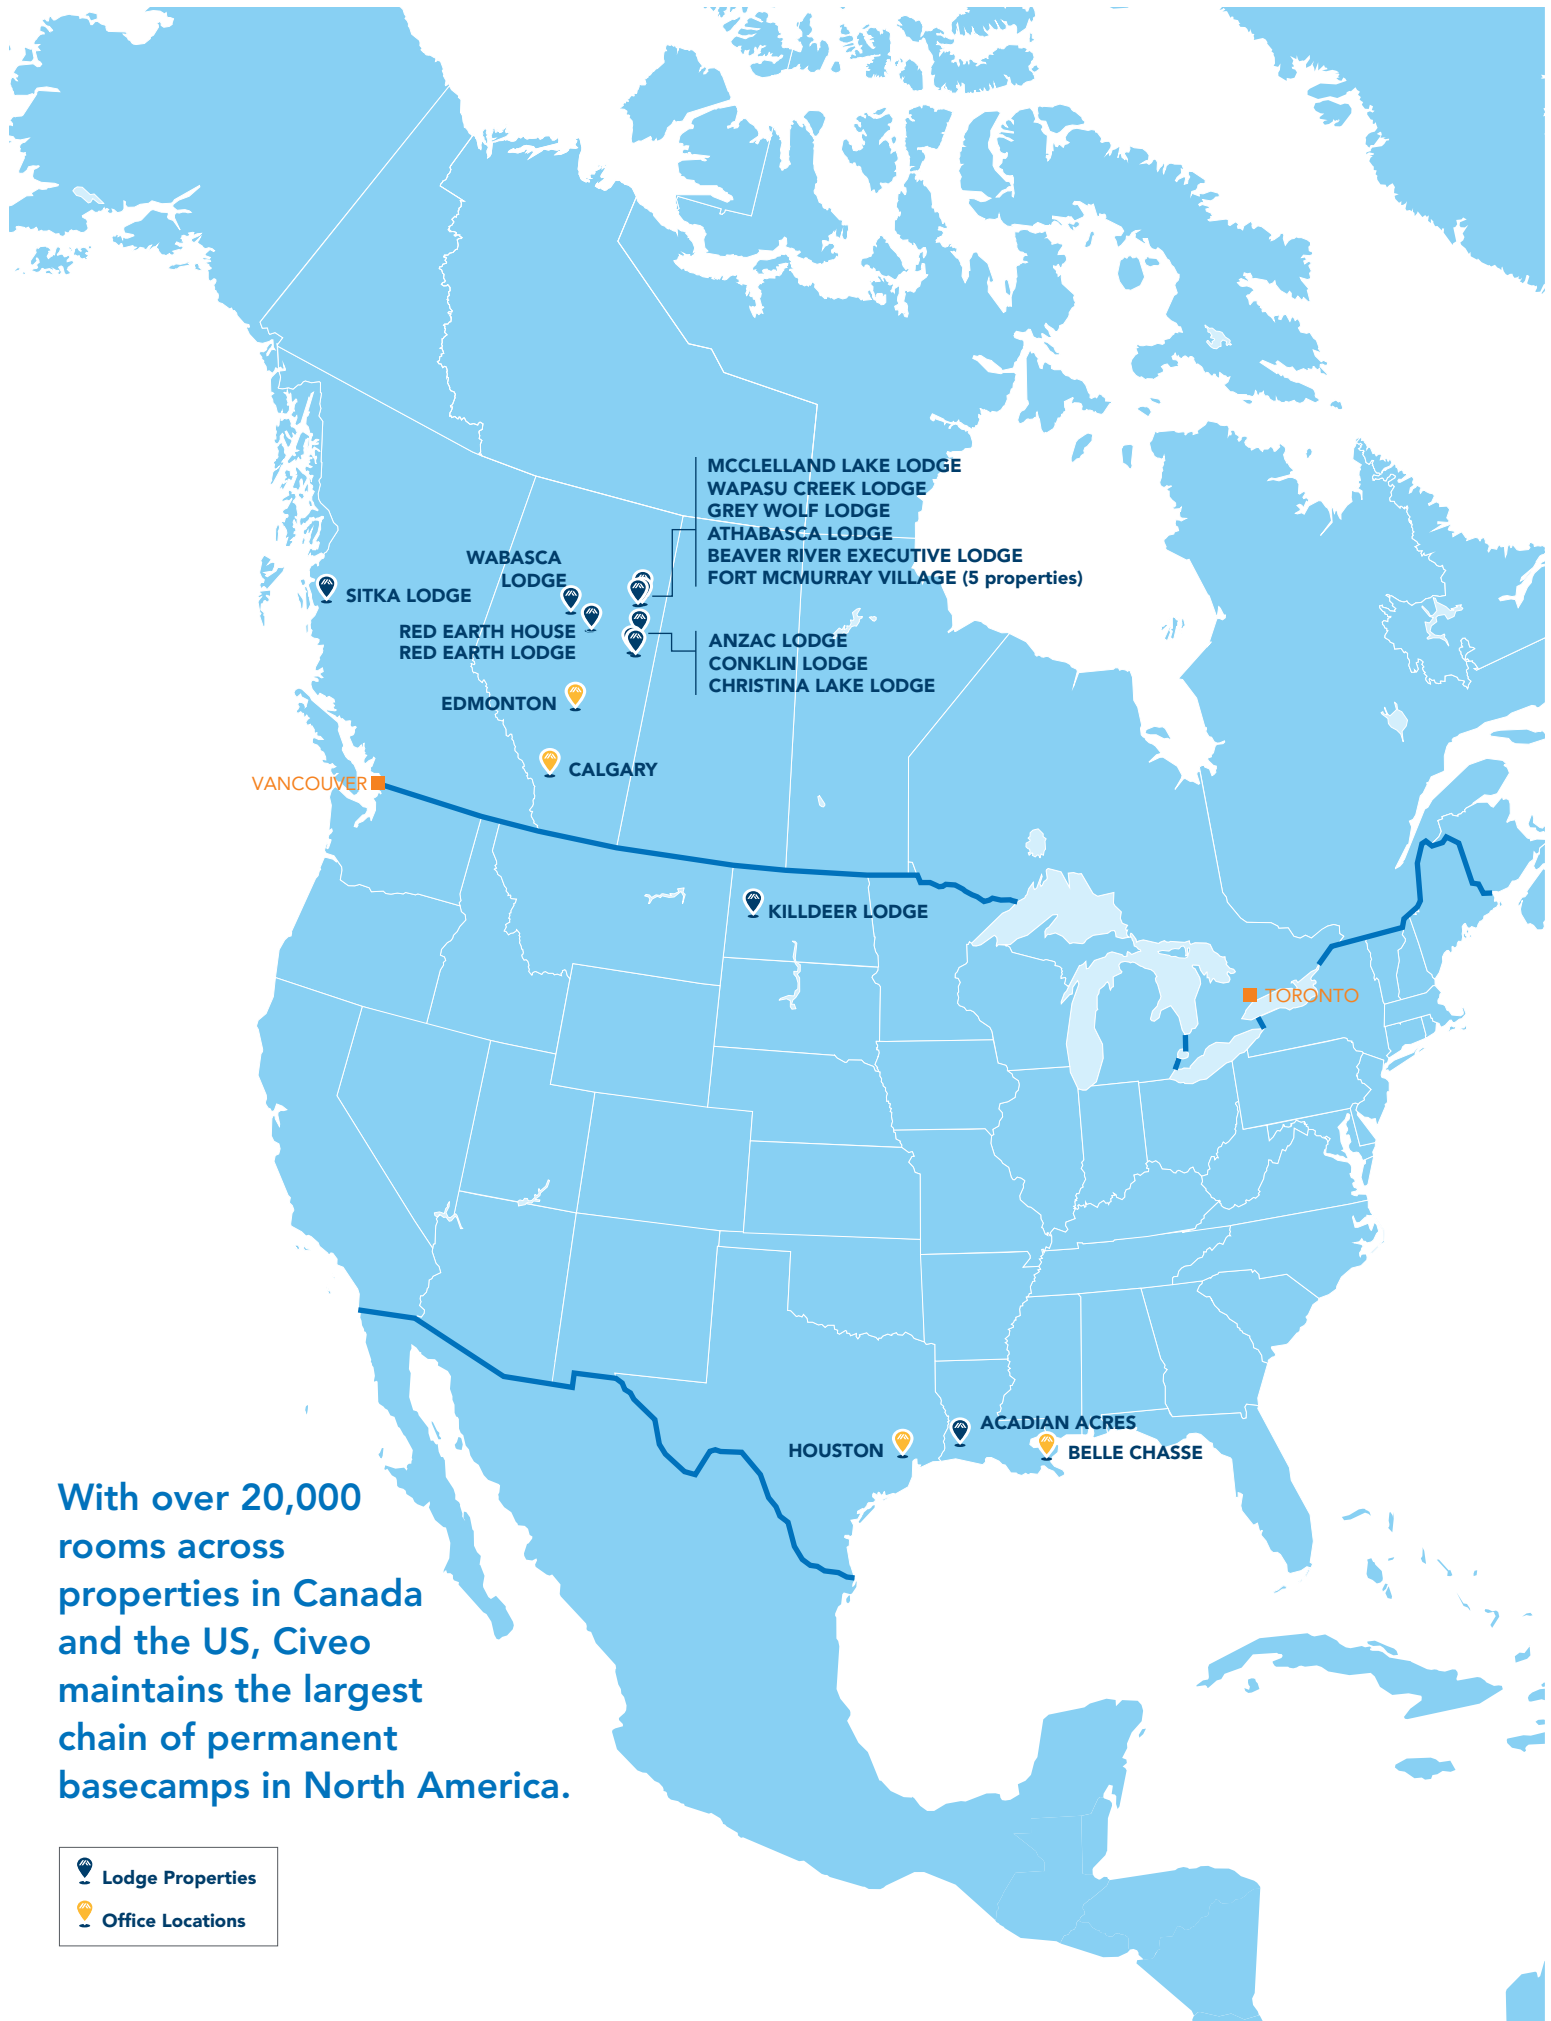 MCCLELLAND LAKE LODGE
WAPASU CREEK LODGE
GREY WOLF LODGE
ATHABASCA LODGE
BEAVER RIVER EXECUTIVE LODGE
FORT MCMURRAY VILLAGE (5 properties)
WABASCA
LODGE
SITKA LODGE
RED EARTH HOUSE
RED EARTH LODGE
ANZAC LODGE
CONKLIN LODGE
CHRISTINA LAKE LODGE
EDMONTON
CALGARY
VANCOUVER
KILLDEER LODGE
TORONTO
ACADIAN ACRES
HOUSTON
BELLE CHASSE
With over 20,000
rooms across
properties in Canada
and the US, Civeo
maintains the largest
chain of permanent
basecamps in North America.
Lodge Properties
Office Locations